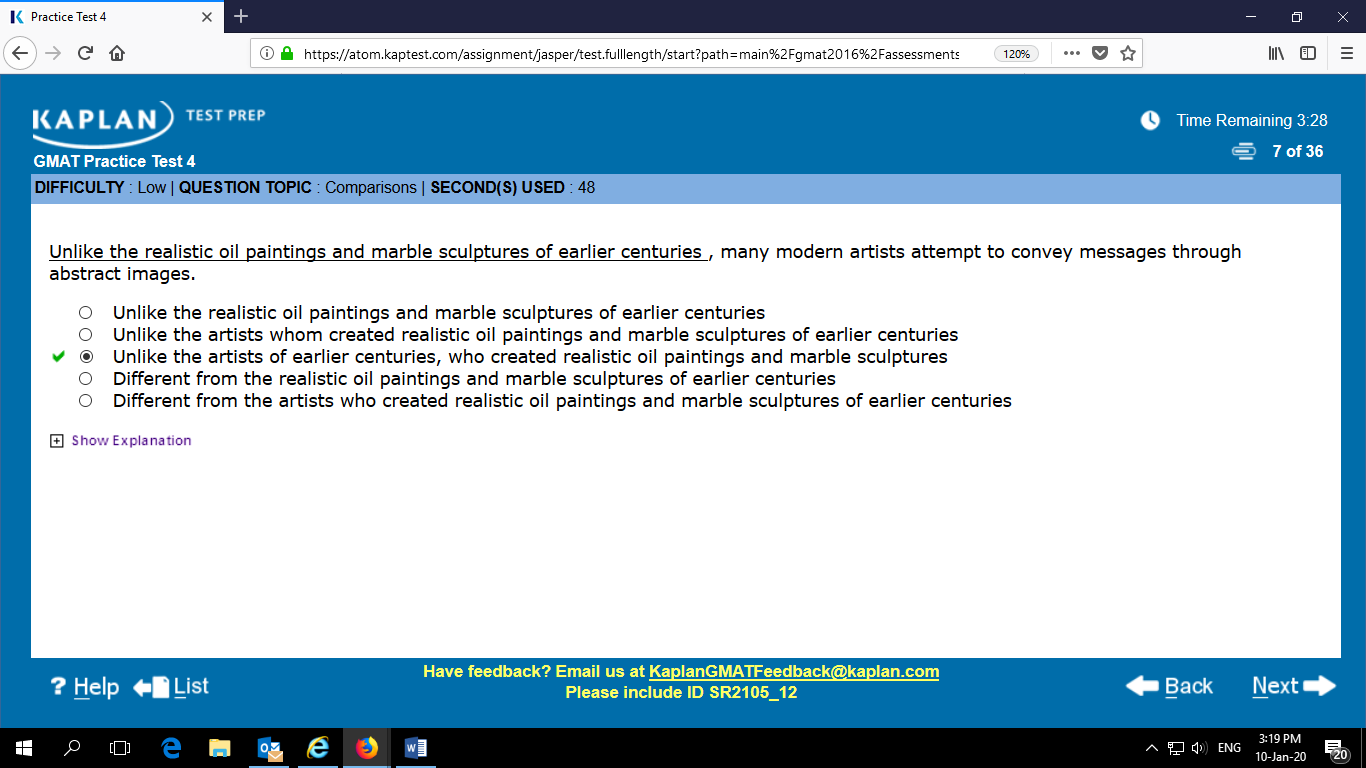 Practice Test 4
https://atom.kaptest.com/assignment/jasper/test.fulllength/start?path=main%2Fgmat2016%2Fassessments
120%
KAPLAN TEST PREP
Time Remaining 3:28
GMAT Practice Test 4
7 of 36
DIFFICULTY : Low | QUESTION TOPIC : Comparisons | SECOND(S) USED : 48
Unlike the realistic oil paintings and marble sculptures of earlier centuries , many modern artists attempt to convey messages through
abstract images.
Unlike the realistic oil paintings and marble sculptures of earlier centuries
Unlike the artists whom created realistic oil paintings and marble sculptures of earlier centuries
Unlike the artists of earlier centuries, who created realistic oil paintings and marble sculptures
Different from the realistic oil paintings and marble sculptures of earlier centuries
Different from the artists who created realistic oil paintings and marble sculptures of earlier centuries
Show Explanation
Have feedback? Email us at KaplanGMATFeedback@kaplan.com
Please include ID SR2105_12
? Help List
Back Next
ENG
3:19 PM
10-Jan-20
20